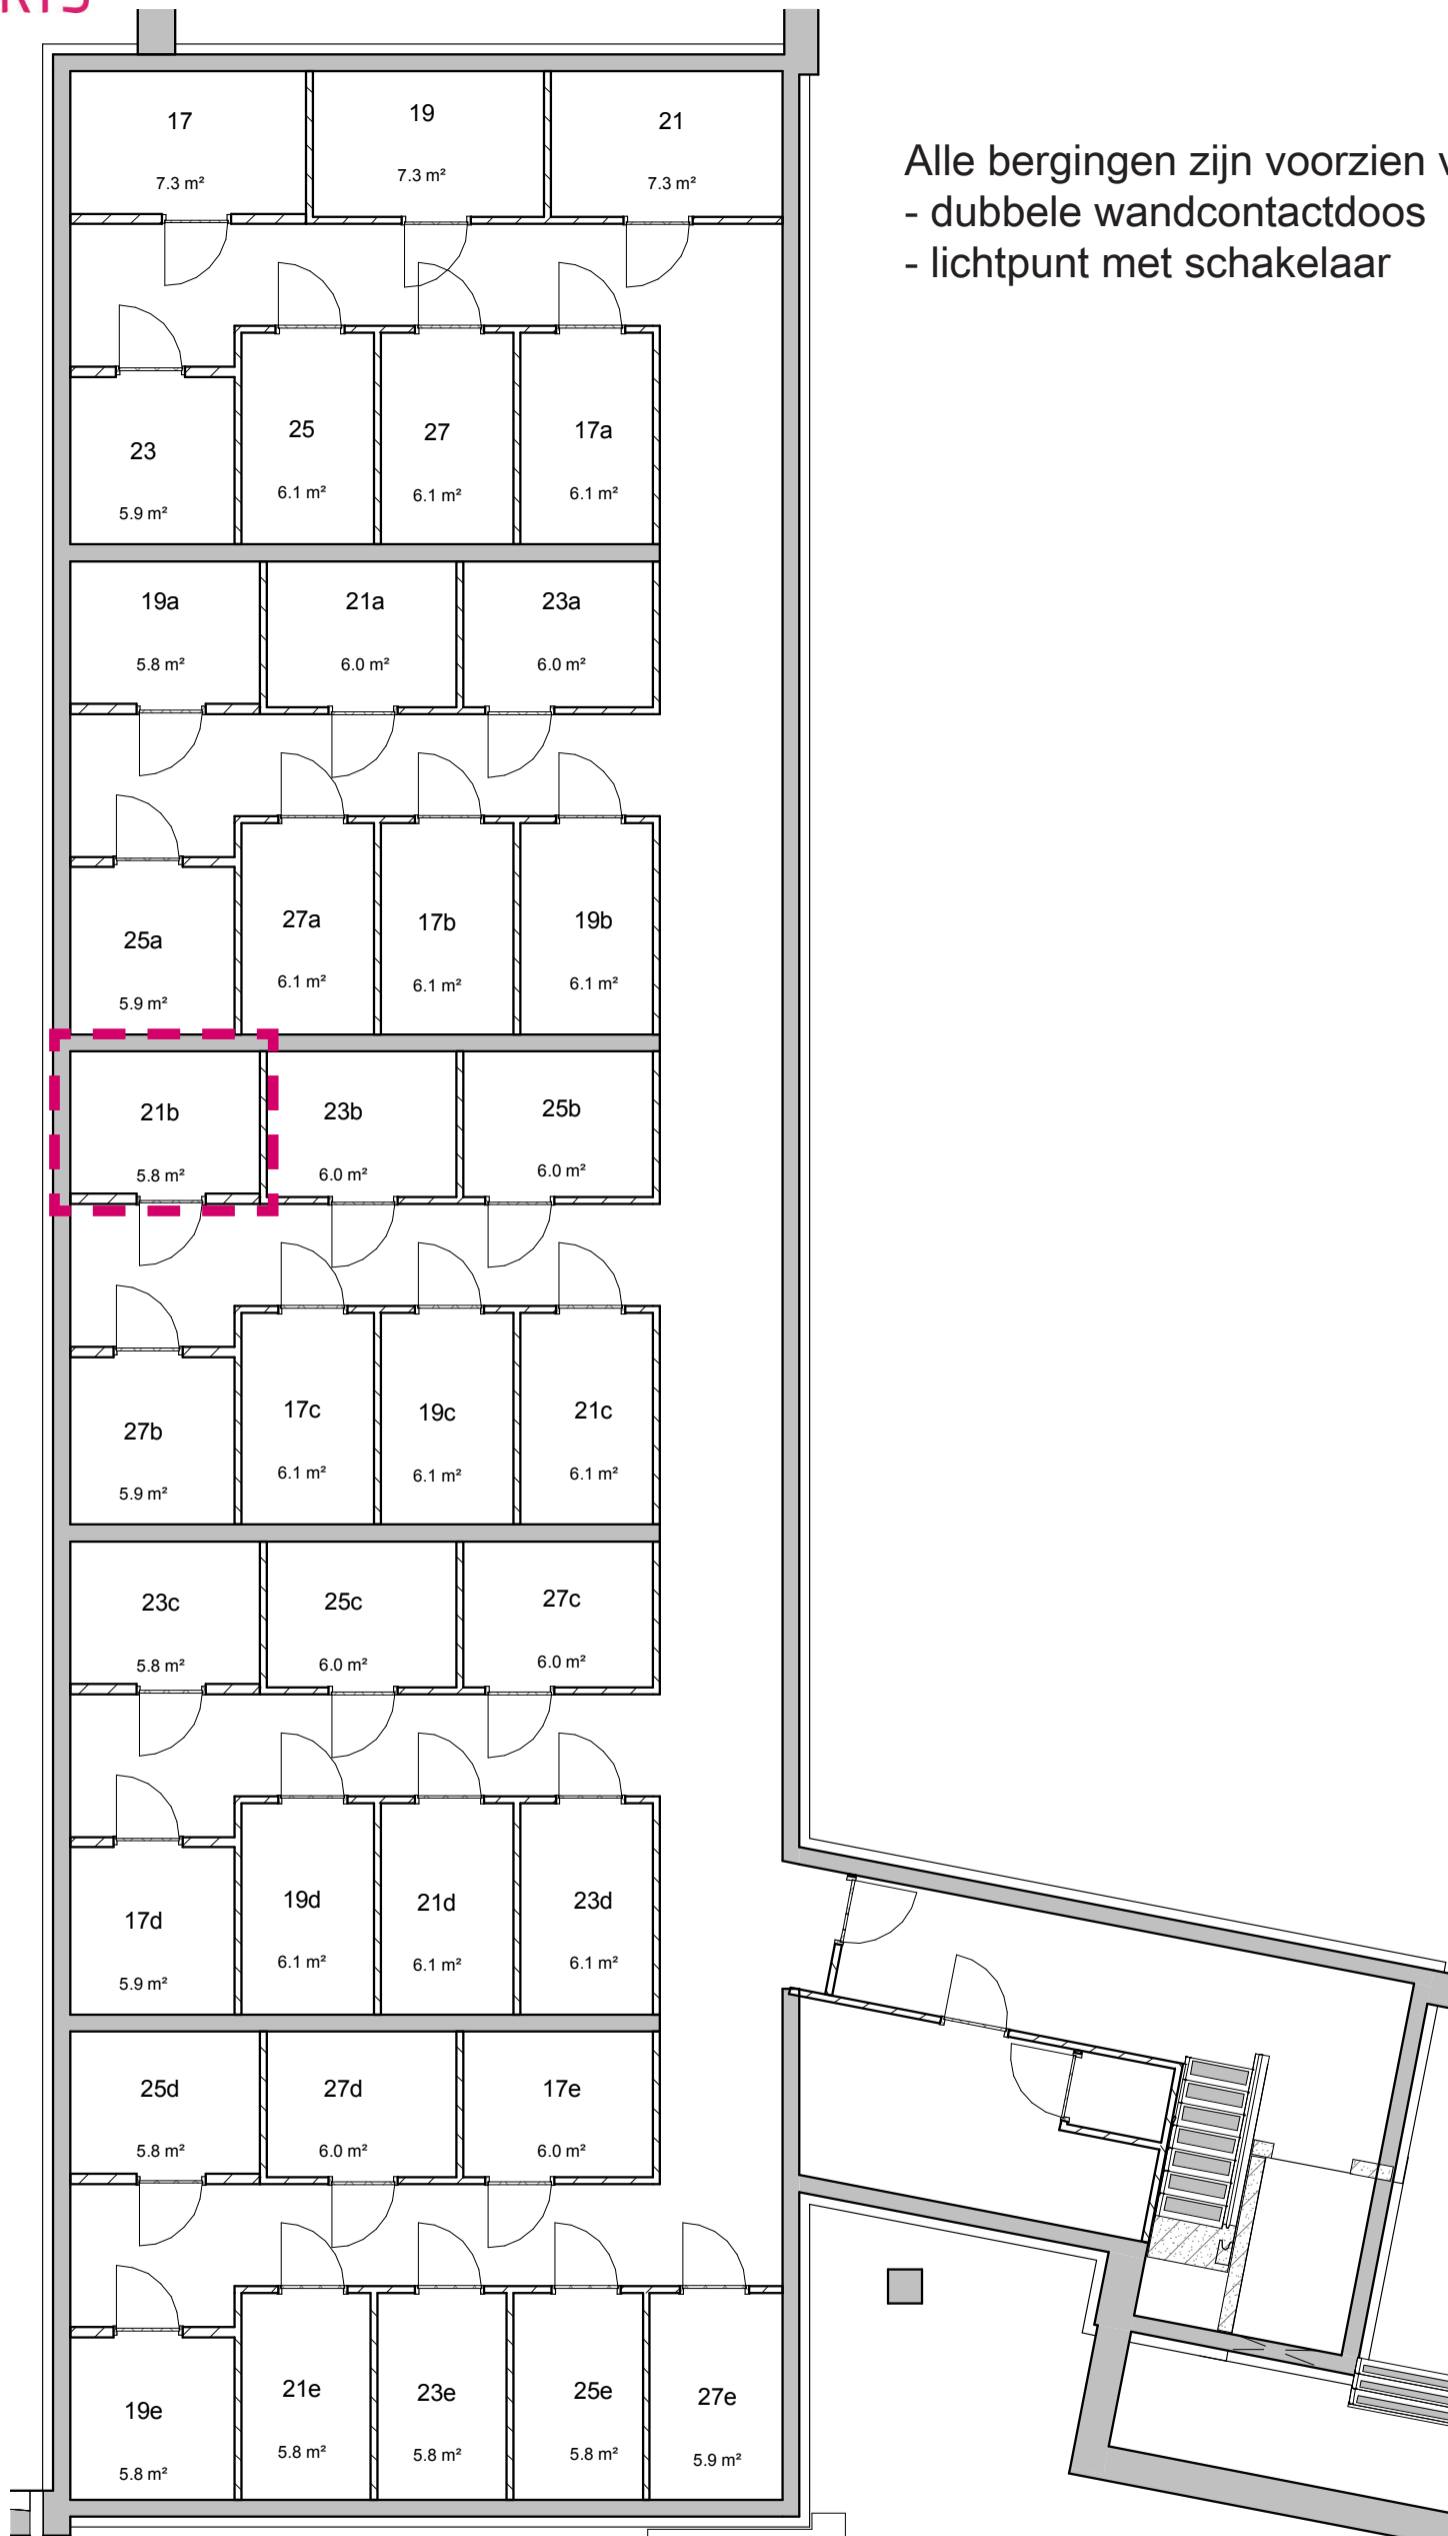 Alle bergingen zijn voorzien
- dubbele wandcontactdoos
- lichtpunt met schakelaar
17
19
21
7.3 m²
7.3 m²
7.3 m²
23
25
27
17a
5.9 m²
6.1 m²
6.1 m²
6.1 m²
19a
21a
23a
5.8 m²
6.0 m²
6.0 m²
25a
27a
17b
19b
5.9 m²
6.1 m²
6.1 m²
6.1 m²
21b
23b
25b
5.8 m²
6.0 m²
6.0 m²
27b
17c
19c
21c
5.9 m²
6.1 m²
6.1 m²
6.1 m²
23c
25c
27c
5.8 m²
6.0 m²
6.0 m²
17d
19d
21d
23d
5.9 m²
6.1 m²
6.1 m²
6.1 m²
25d
27d
17e
5.8 m²
6.0 m²
6.0 m²
19e
21e
23e
25e
27e
5.8 m²
5.8 m²
5.8 m²
5.8 m²
5.9 m²